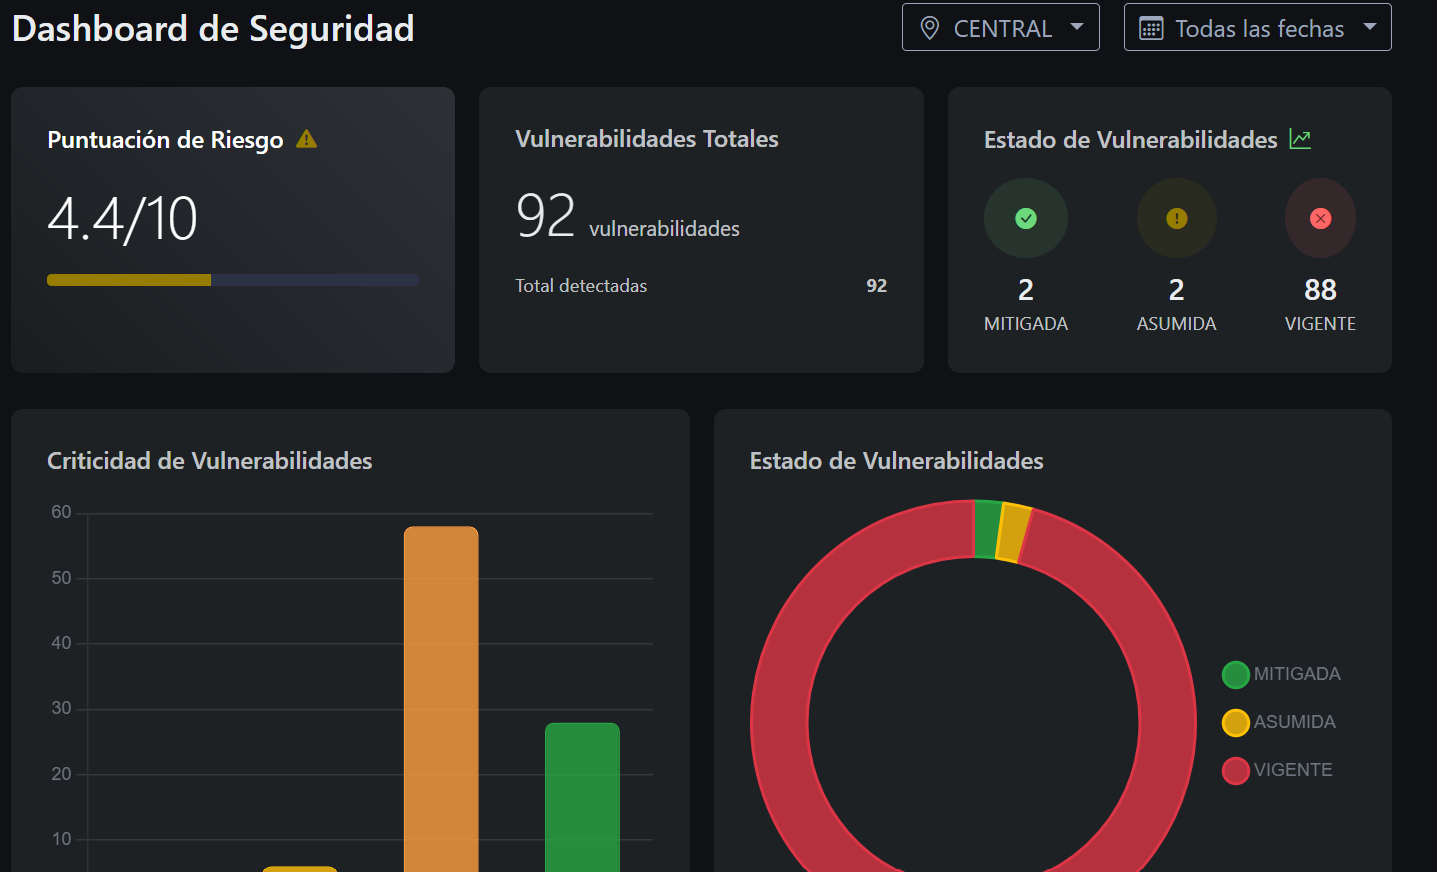 Dashboard de Seguridad
CENTRAL
Todas las fechas
Puntuación de Riesgo
4.4/10
Vulnerabilidades Totales
92 vulnerabilidades
Total detectadas 92
Estado de Vulnerabilidades
2
MITIGADA
2
ASUMIDA
88
VIGENTE
Criticidad de Vulnerabilidades
60
50
40
30
20
10
Estado de Vulnerabilidades
MITIGADA
ASUMIDA
VIGENTE